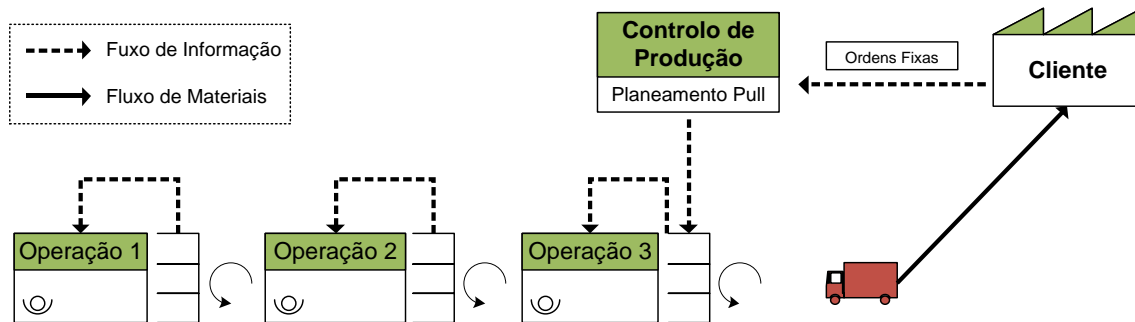 Fuxo de Informação
Fluxo de Materiais
Controlo de
Produção
Planeamento Pull
Ordens Fixas
Cliente
Operação 1
Operação 2
Operação 3